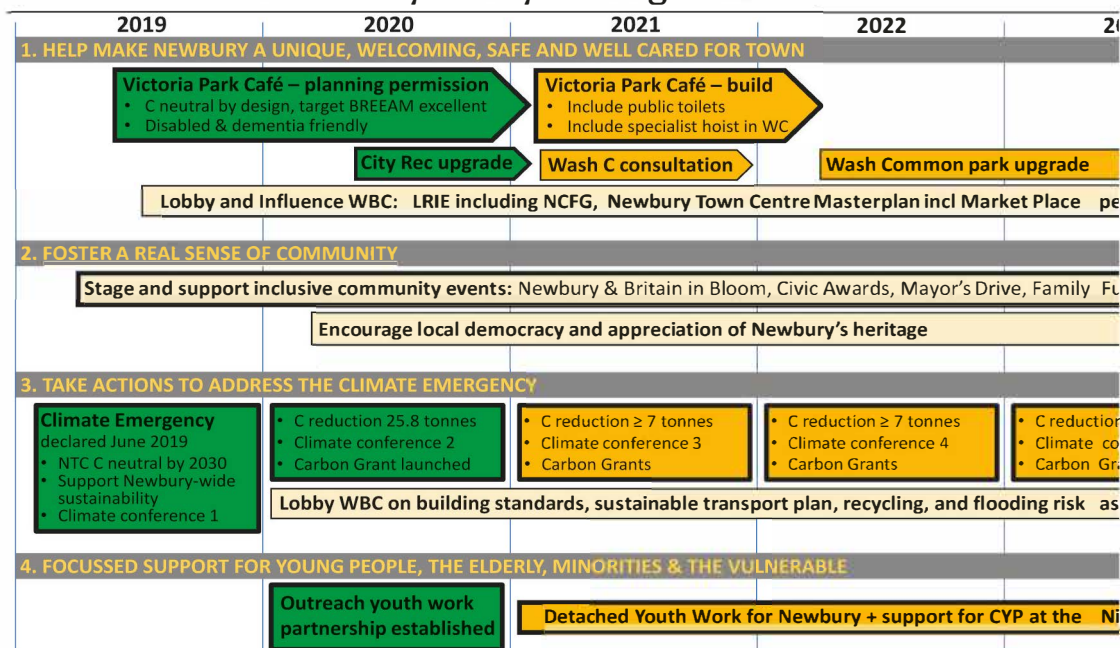 2019 2020 2021 2022
1. HELP MAKE NEWBURY A UNIQUE, WELCOMING, SAFE AND WELL CARED FOR TOWN
Victoria Park Café – planning permission
• C neutral by design, target BREEAM excellent
• Disabled & dementia friendly
Victoria Park Café – build
• Include public toilets
• Include specialist hoist in WC
City Rec upgrade
Wash C consultation
Wash Common park upgrade
Lobby and Influence WBC: LRIE including NCFG, Newbury Town Centre Masterplan incl Market Place
2. FOSTER A REAL SENSE OF COMMUNITY
Stage and support inclusive community events: Newbury & Britain in Bloom, Civic Awards, Mayor's Drive, Family
Encourage local democracy and appreciation of Newbury's heritage
3. TAKE ACTIONS TO ADDRESS THE CLIMATE EMERGENCY
Climate Emergency
declared June 2019
• NTC C neutral by 2030
• Support Newbury-wide
sustainability
• Climate conference 1
• C reduction 25.8 tonnes
• Climate conference 2
• Carbon Grant launched
• C reduction ≥ 7 tonnes
• Climate conference 3
• Carbon Grants
• C reduction ≥ 7 tonnes
• Climate conference 4
• Carbon Grants
• C reduction
• Climate
• Carbon
Lobby WBC on building standards, sustainable transport plan, recycling, and flooding risk as
4. FOCUSSED SUPPORT FOR YOUNG PEOPLE, THE ELDERLY, MINORITIES & THE VULNERABLE
Outreach youth work
partnership established
Detached Youth Work for Newbury + support for CYP at the